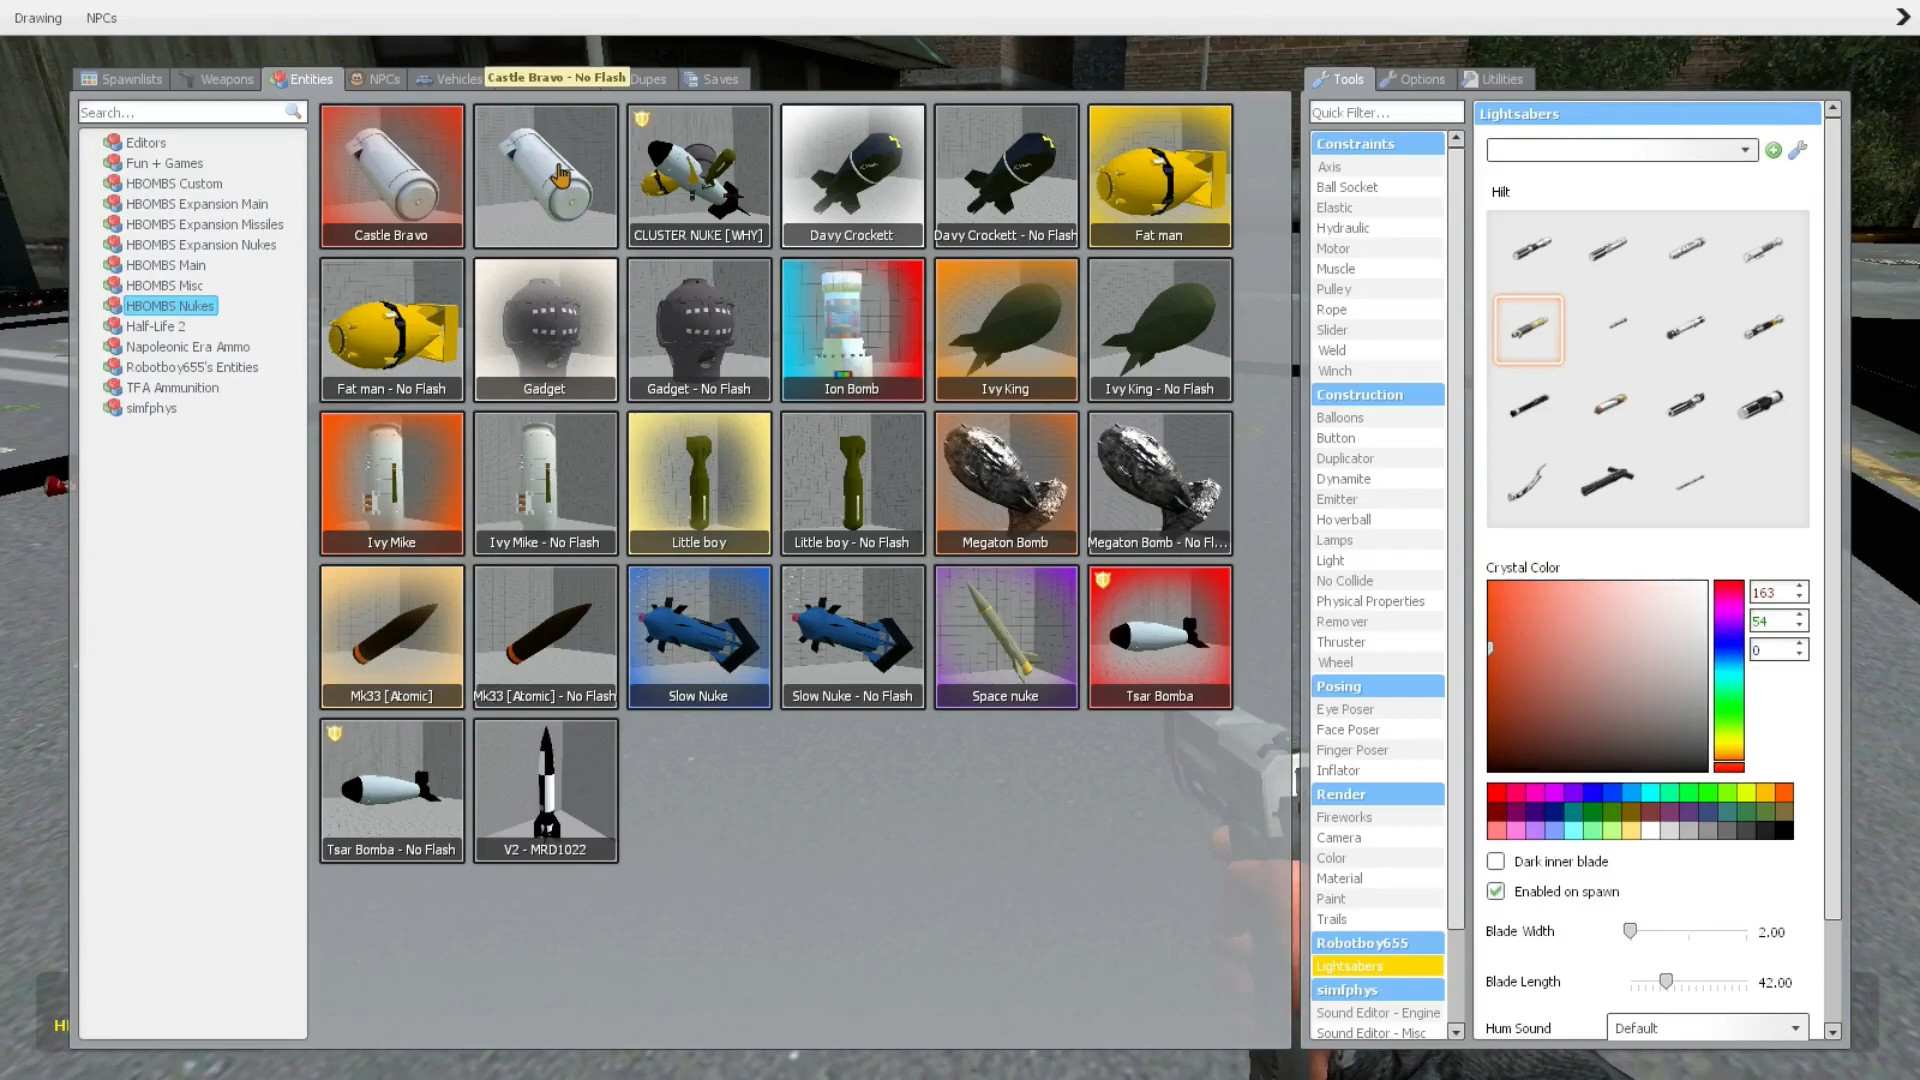 Drawing NPCs
Spawnlists Weapons Entities NPCs Vehicles Castle Bravo - No Flash Dupes Saves
Search...
Editors
Fun + Games
HBOMBS Custom
HBOMBS Expansion Main
HBOMBS Expansion Missiles
HBOMBS Expansion Nukes
HBOMBS Main
HBOMBS Misc
HBOMBS Nukes
Half-Life 2
Napoleonic Era Ammo
Robotboy655's Entities
TFA Ammunition
simfphys
Castle Bravo
CLUSTER NUKE [WHY]
Davy Crockett
Davy Crockett - No Flash
Fat man
Fat man - No Flash
Gadget
Gadget - No Flash
Ion Bomb
Ivy King
Ivy King - No Flash
Ivy Mike
Ivy Mike - No Flash
Little boy
Little boy - No Flash
Megaton Bomb
Megaton Bomb - No Fl...
Mk33 [Atomic]
Mk33 [Atomic] - No Flash
Slow Nuke
Slow Nuke - No Flash
Space nuke
Tsar Bomba
Tsar Bomba - No Flash
V2 - MRD1022
Tools Options Utilities
Quick Filter...
Constraints
Axis
Ball Socket
Elastic
Hydraulic
Motor
Muscle
Pulley
Rope
Slider
Weld
Winch
Construction
Balloons
Button
Duplicator
Dynamite
Emitter
Hoverball
Lamps
Light
No Collide
Physical Properties
Remover
Thruster
Wheel
Posing
Eye Poser
Face Poser
Finger Poser
Inflator
Render
Fireworks
Camera
Color
Material
Paint
Trails
Robotboy655
Lightsabers
simfphys
Sound Editor - Engine
Sound Editor - Misc
Lightsabers
Hilt
Crystal Color
163
54
0
Dark inner blade
Enabled on spawn
Blade Width 2.00
Blade Length 42.00
Hum Sound Default